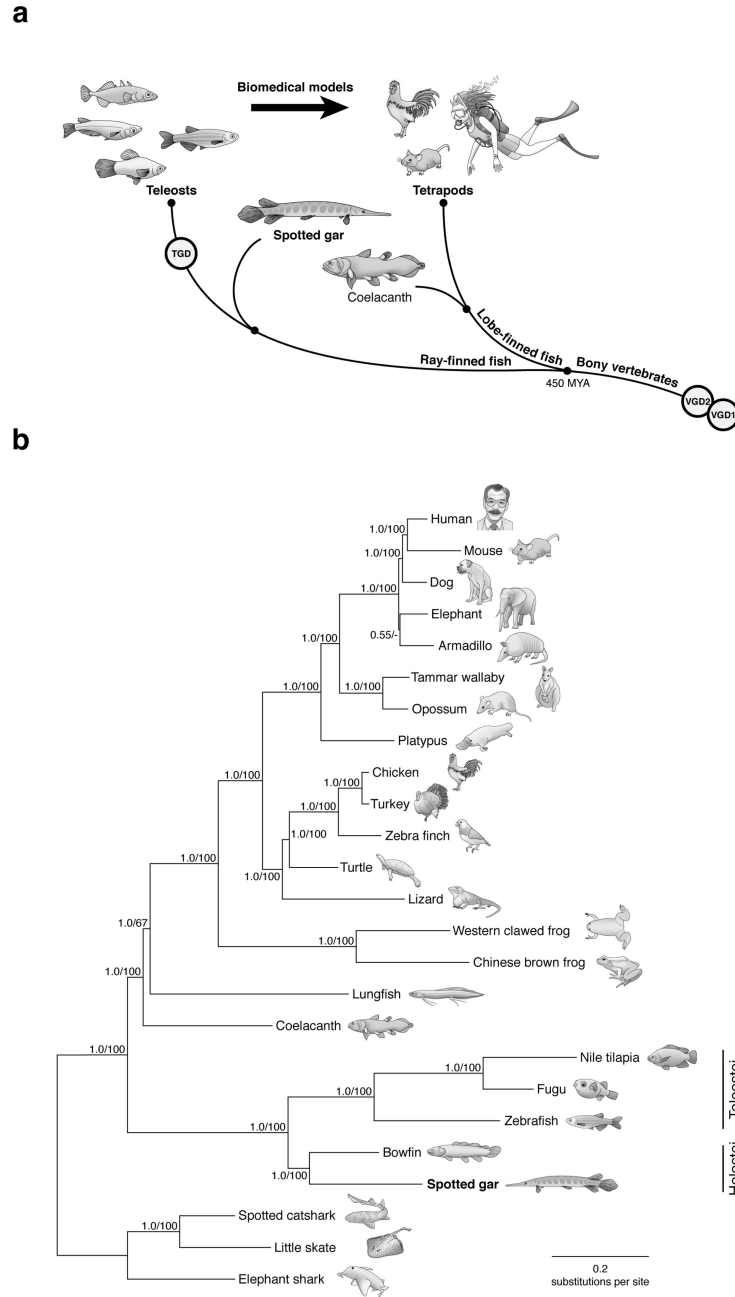 a
Biomedical models
Teleosts
Tetrapods
TGD
Spotted gar
Coelacanth
Lobe-finned fish
Ray-finned fish
Bony vertebrates
450 MYA
VGD2
VGD1
b
Human
1.0/100
Mouse
1.0/100
Dog
1.0/100
Elephant
0.55/-
1.0/100
Armadillo
Tammar wallaby
1.0/100
1.0/100
Opossum
Platypus
1.0/100
Chicken
1.0/100
Turkey
1.0/100
Zebra finch
1.0/100
1.0/100
Turtle
1.0/100
Lizard
Western clawed frog
1.0/67
1.0/100
Chinese brown frog
1.0/100
Lungfish
Coelacanth
1.0/100
Nile tilapia
1.0/100
Fugu
1.0/100
Zebrafish
Teleostei
1.0/100
Bowfin
1.0/100
Spotted gar
Holostei
Spotted catshark
1.0/100
Little skate
Elephant shark
0.2
substitutions per site